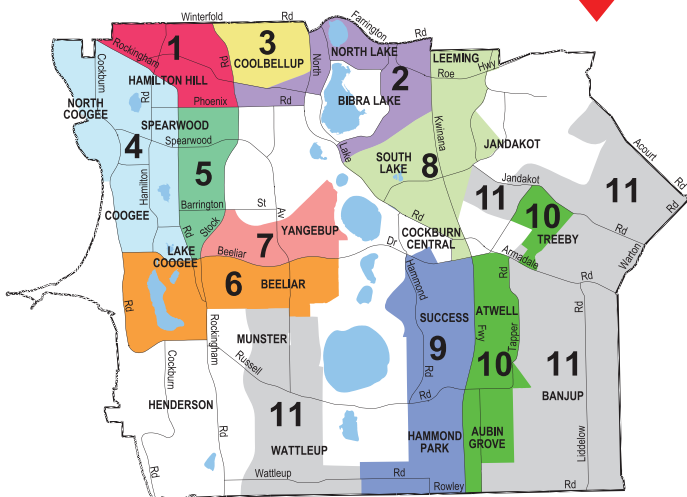 Winterfold
Rd
Farrington
Rd
1
3
COOLBELLUP
North
NORTH LAKE
LEEMING
Rockingham
Rd
Cockburn
HAMILTON HILL
2
Roe
Hwy
Rd
Phoenix
Rd
BIBRA LAKE
NORTH
COOGEE
SPEARWOOD
Spearwood
Kwinana
JANDAKOT
Acourt
4
5
Lake
SOUTH
LAKE
8
Jandakot
11
11
Rd
Hamilton
Barrington
St
10
COOGEE
Stock
Av
YANGEBUP
Rd
Rd
7
COCKBURN
CENTRAL
TREEBY
Rd
LAKE
COOGEE
Beeliar
Dr
Armadale
Warton
6
BEELIAR
Hammond
Rd
Rd
Rd
Rd
SUCCESS
ATWELL
Rockingham
MUNSTER
9
Fwy
Tapper
Cockburn
Russell
10
11
Rd
Rd
BANJUP
HENDERSON
11
AUBIN
GROVE
HAMMOND
PARK
Liddelow
Rd
WATTLEUP
Rd
Wattleup
Rd
Rowley
Rd